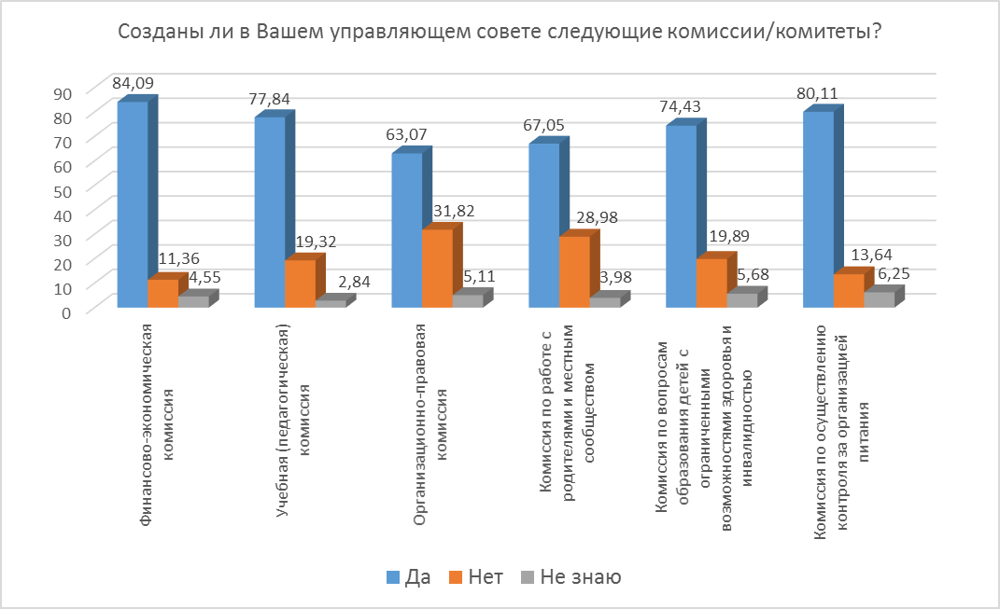 Созданы ли в Вашем управляющем совете следующие комиссии/комитеты?
90
80
70
60
50
40
30
20
10
0
84,09
11,36
4,55
77,84
19,32
2,84
63,07
31,82
5,11
67,05
28,98
3,98
74,43
19,89
5,68
80,11
13,64
6,25
Финансово-экономическая
комиссия
Учебная (педагогическая)
комиссия
Организационно-правовая
комиссия
Комиссия по работе с
родителями и местным
сообществом
Комиссия по вопросам
образования детей с
ограниченными
возможностями здоровья и
инвалидностью
Комиссия по осуществлению
контроля за организацией
питания
Да
Нет
Не знаю